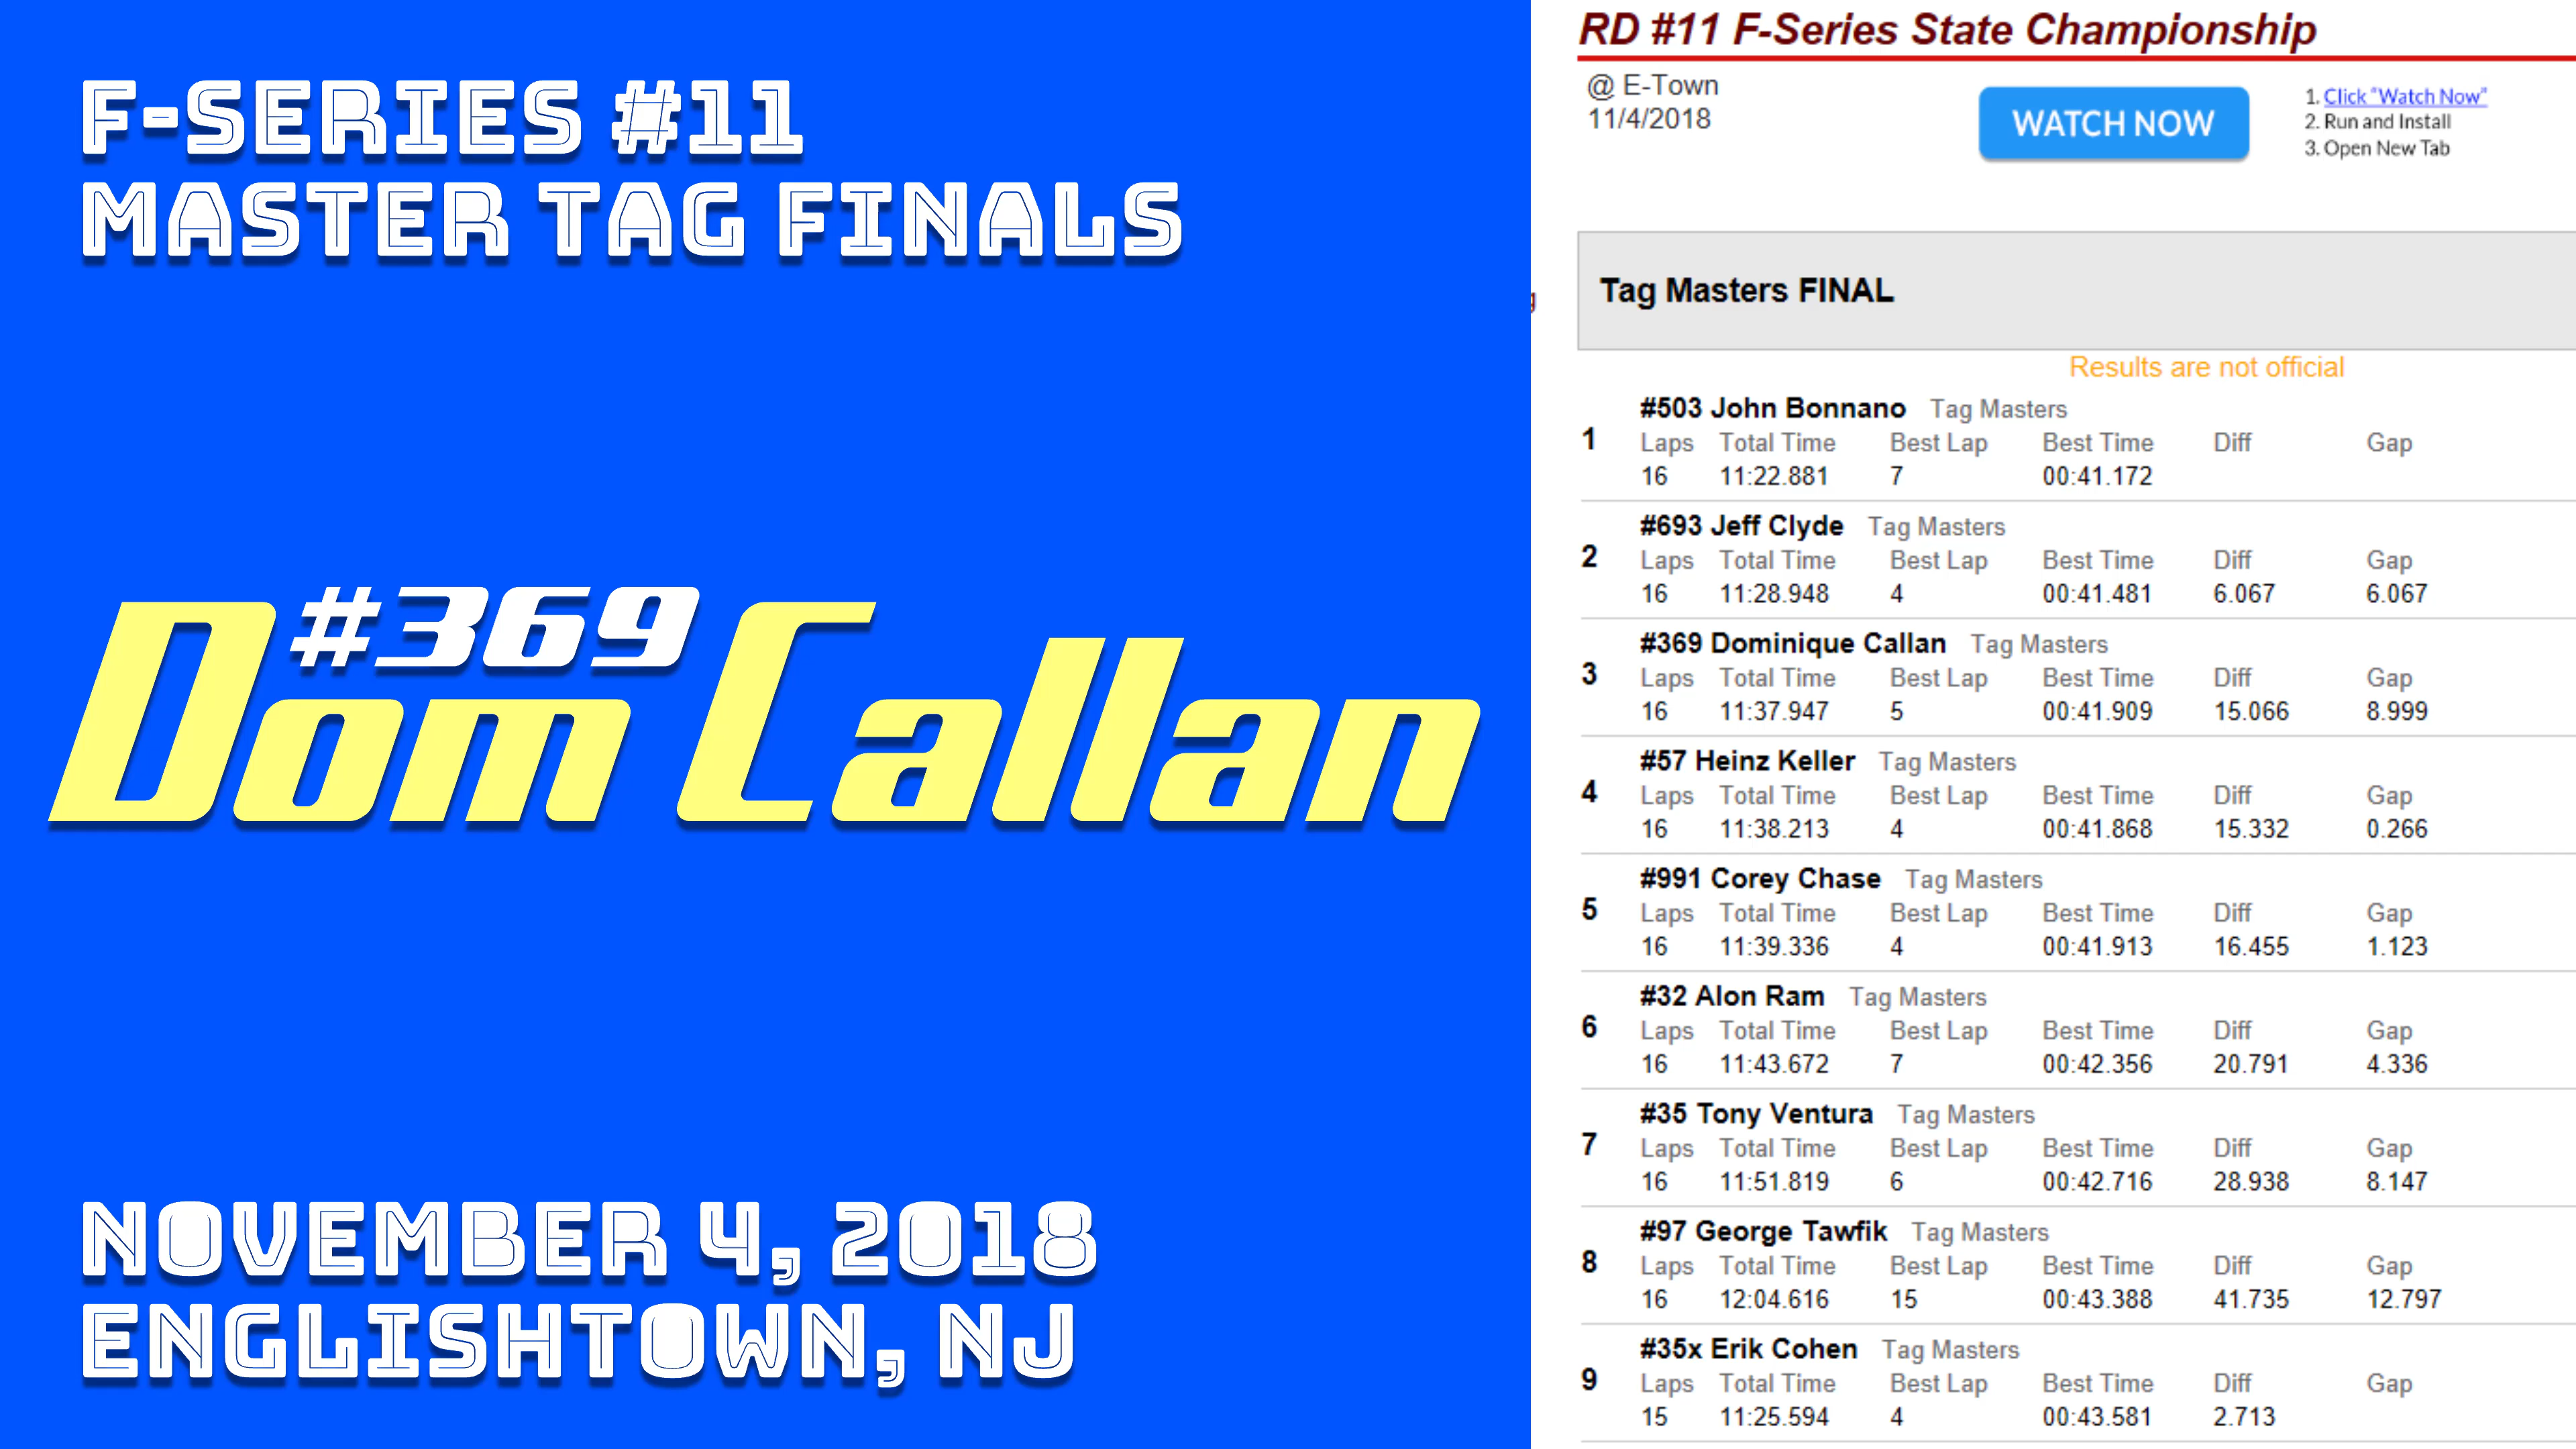 F-SERIES #11
MASTER TAG FINALS
#369
Dom Callan
NOVEMBER 4, 2018
ENGLISHTOWN, NJ
RD #11 F-Series State Championship
@ E-Town
11/4/2018
WATCH NOW
1. Click "Watch Now"
2. Run and Install
3. Open New Tab
Tag Masters FINAL
Results are not official
1
#503 John Bonnano Tag Masters
Laps Total Time Best Lap Best Time Diff Gap
16 11:22.881 7 00:41.172
2
#693 Jeff Clyde Tag Masters
Laps Total Time Best Lap Best Time Diff Gap
16 11:28.948 4 00:41.481 6.067 6.067
3
#369 Dominique Callan Tag Masters
Laps Total Time Best Lap Best Time Diff Gap
16 11:37.947 5 00:41.909 15.066 8.999
4
#57 Heinz Keller Tag Masters
Laps Total Time Best Lap Best Time Diff Gap
16 11:38.213 4 00:41.868 15.332 0.266
5
#991 Corey Chase Tag Masters
Laps Total Time Best Lap Best Time Diff Gap
16 11:39.336 4 00:41.913 16.455 1.123
6
#32 Alon Ram Tag Masters
Laps Total Time Best Lap Best Time Diff Gap
16 11:43.672 7 00:42.356 20.791 4.336
7
#35 Tony Ventura Tag Masters
Laps Total Time Best Lap Best Time Diff Gap
16 11:51.819 6 00:42.716 28.938 8.147
8
#97 George Tawfik Tag Masters
Laps Total Time Best Lap Best Time Diff Gap
16 12:04.616 15 00:43.388 41.735 12.797
9
#35x Erik Cohen Tag Masters
Laps Total Time Best Lap Best Time Diff Gap
15 11:25.594 4 00:43.581 2.713